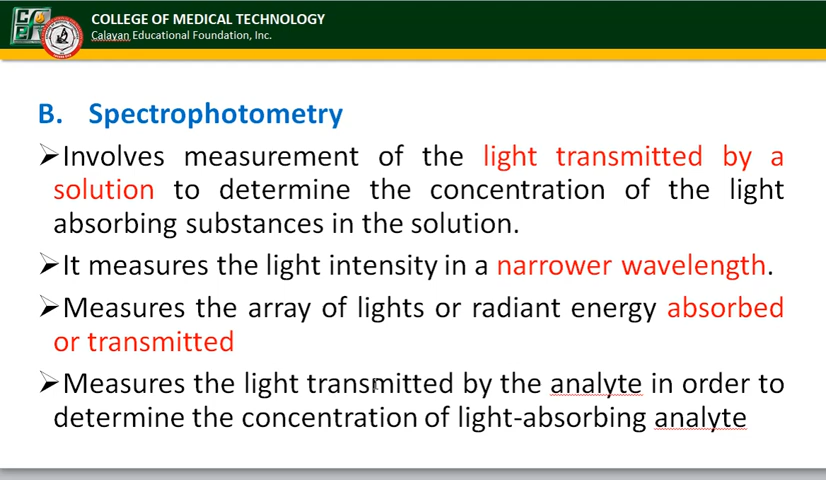 COLLEGE OF MEDICAL TECHNOLOGY
Calayan Educational Foundation, Inc.
B. Spectrophotometry
➢Involves measurement of the light transmitted by a
solution to determine the concentration of the light
absorbing substances in the solution.
➢It measures the light intensity in a narrower wavelength.
➢Measures the array of lights or radiant energy absorbed
or transmitted
➢Measures the light transmitted by the analyte in order to
determine the concentration of light-absorbing analyte